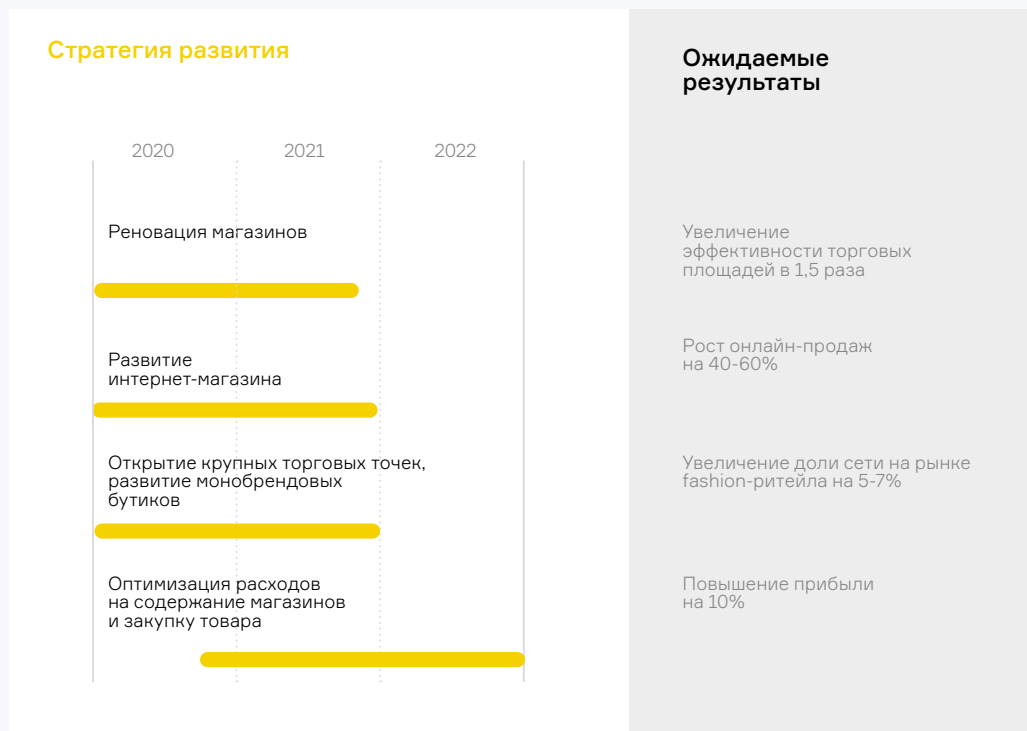 Стратегия развития
Ожидаемые
результаты
2020
2021
2022
Реновация магазинов
Увеличение
эффективности торговых
площадей в 1,5 раза
Развитие
интернет-магазина
Рост онлайн-продаж
на 40-60%
Открытие крупных торговых точек,
развитие монобрендовых
бутиков
Увеличение доли сети на рынке
fashion-ритейла на 5-7%
Оптимизация расходов
на содержание магазинов
и закупку товара
Повышение прибыли
на 10%